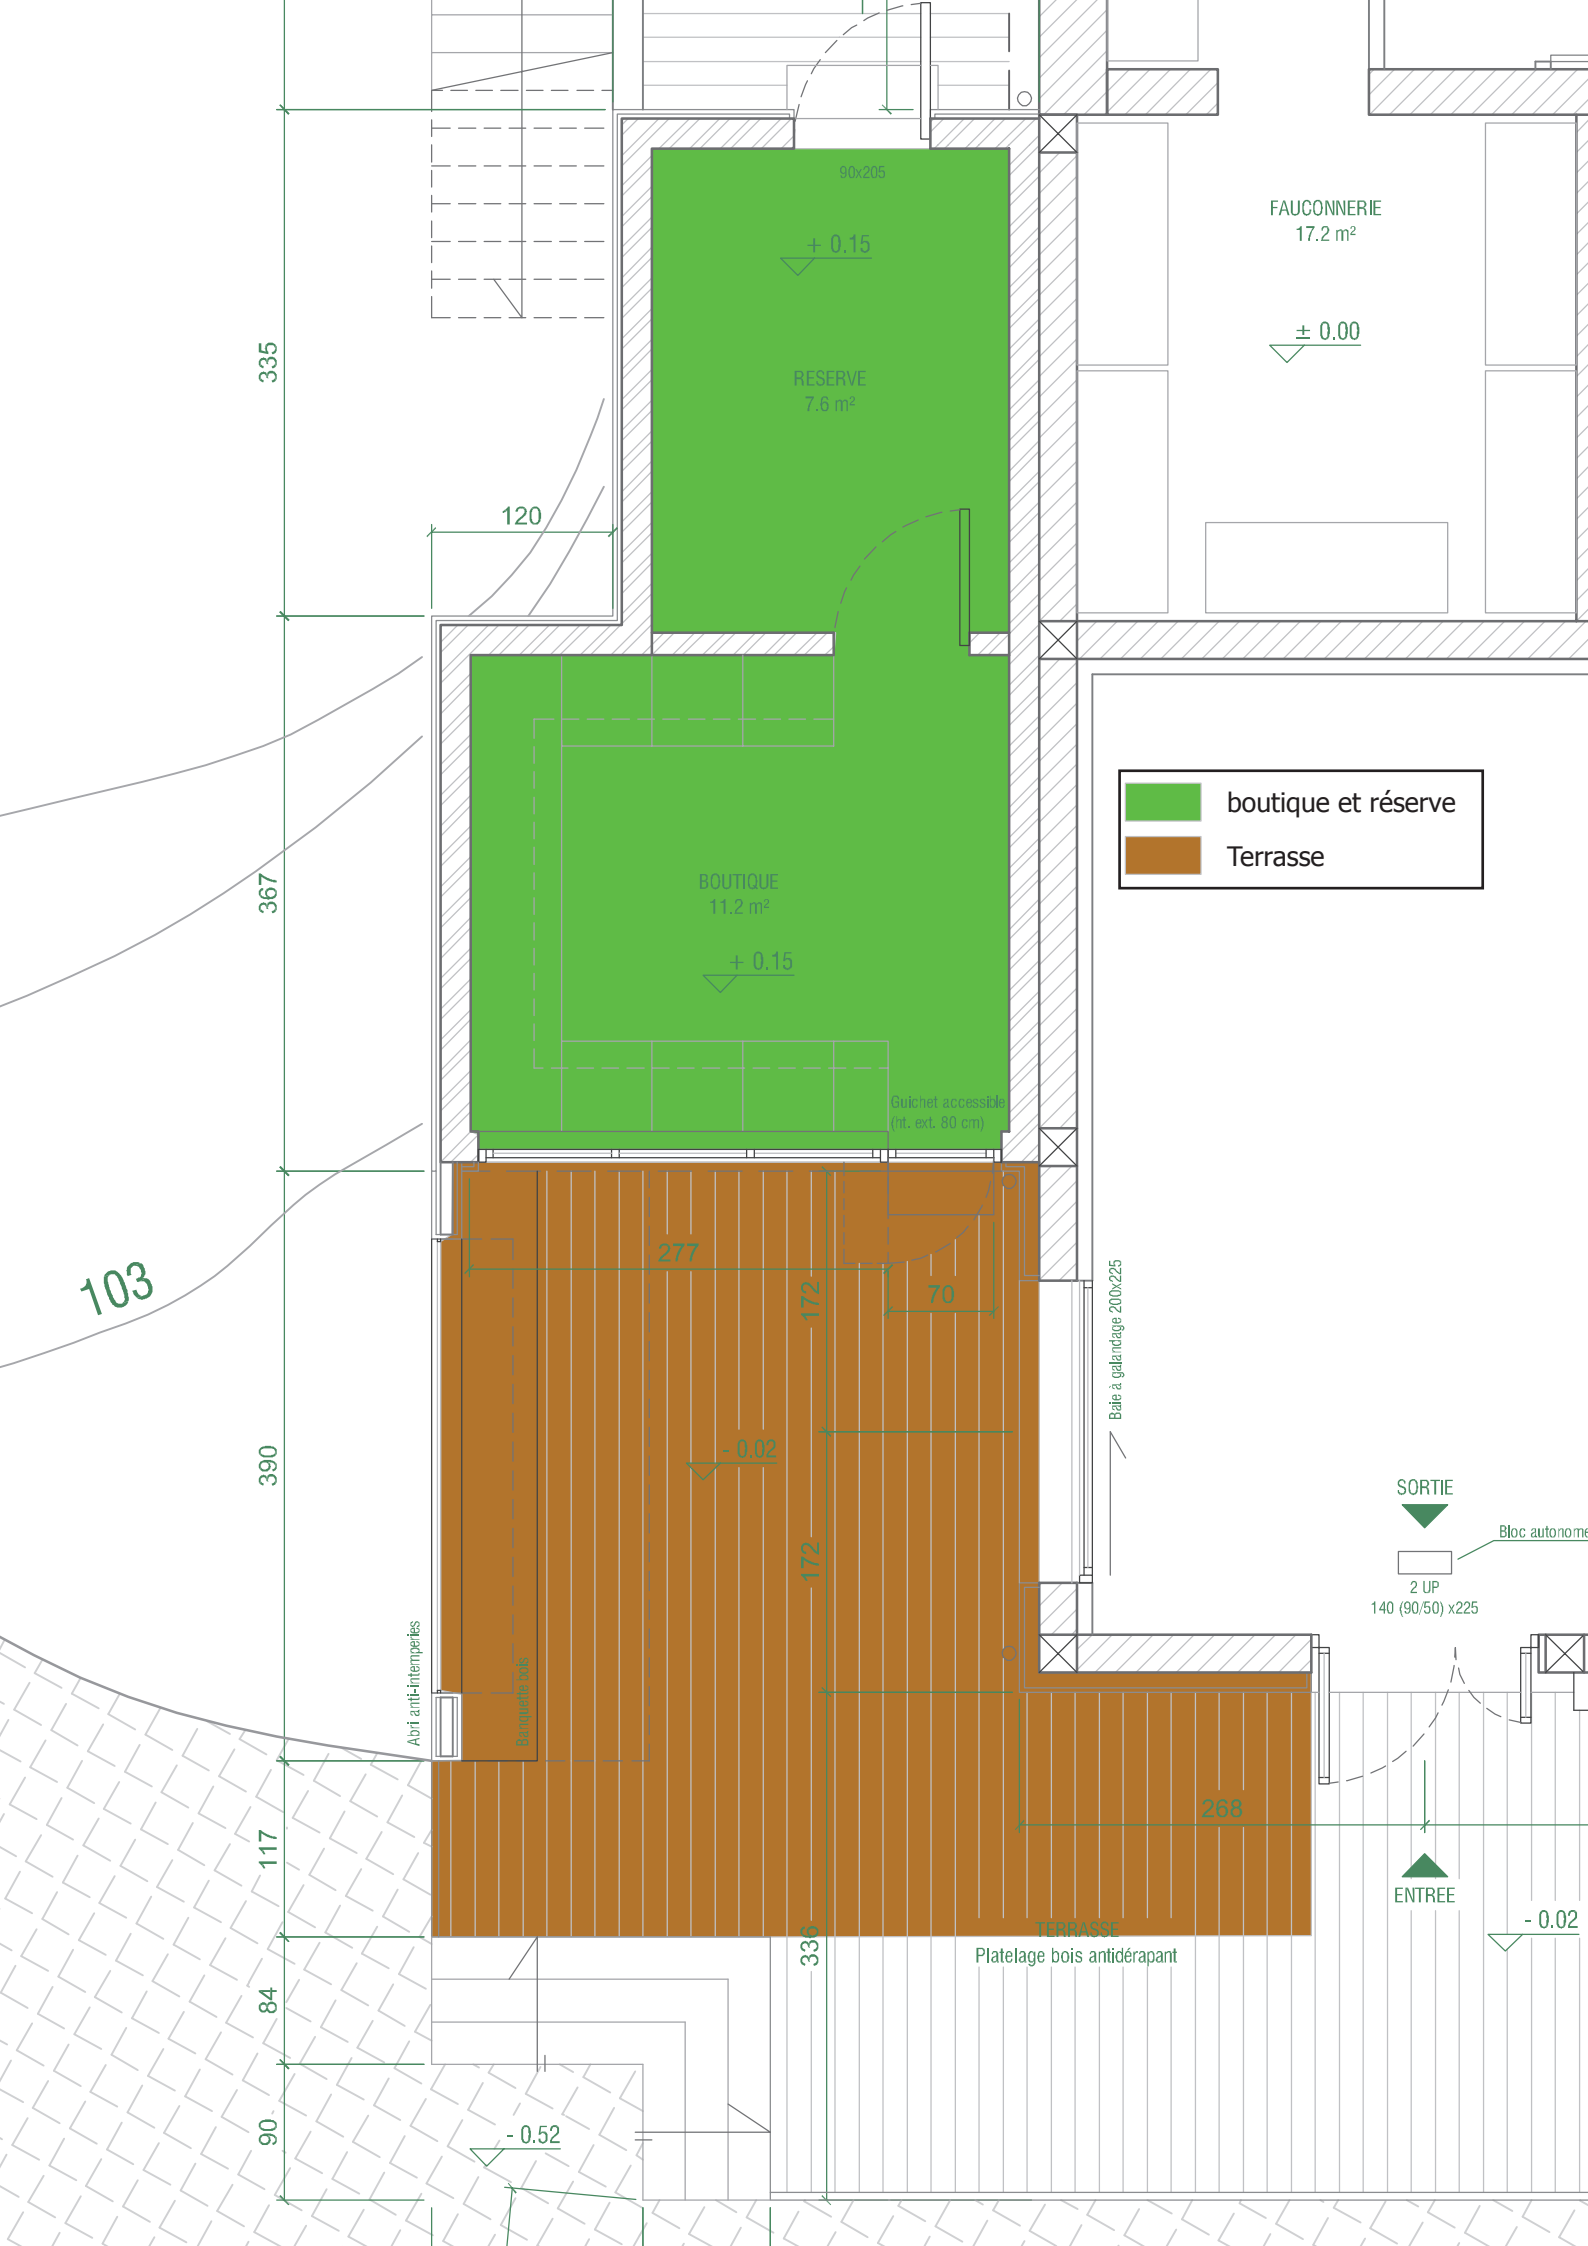 90x205
+ 0.15
FAUCONNERIE
17.2 m²
± 0.00
335
RESERVE
7.6 m²
120
boutique et réserve
Terrasse
367
BOUTIQUE
11.2 m²
+ 0.15
Guichet accessible
(ht. ext. 80 cm)
277
70
172
103
Baie à galandage 200x225
390
- 0.02
172
SORTIE
Bloc autonome
2 UP
140 (90/50) x225
Abri anti-intemperies
Banquette bois
268
117
ENTREE
- 0.02
TERRASSE
Platelage bois antidérapant
336
84
90
- 0.52